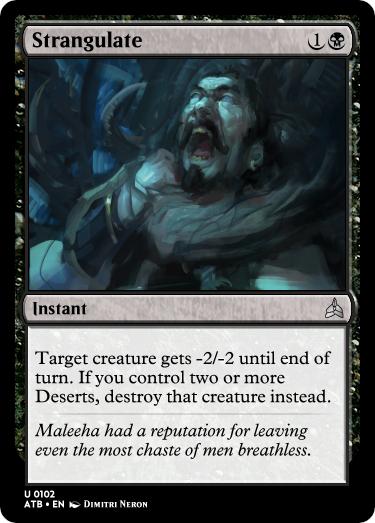 Strangulate 1
Instant
Target creature gets -2/-2 until end of
turn. If you control two or more
Deserts, destroy that creature instead.
Maleeha had a reputation for leaving
even the most chaste of men breathless.
U 0102
ATB • EN Dimitri Neron